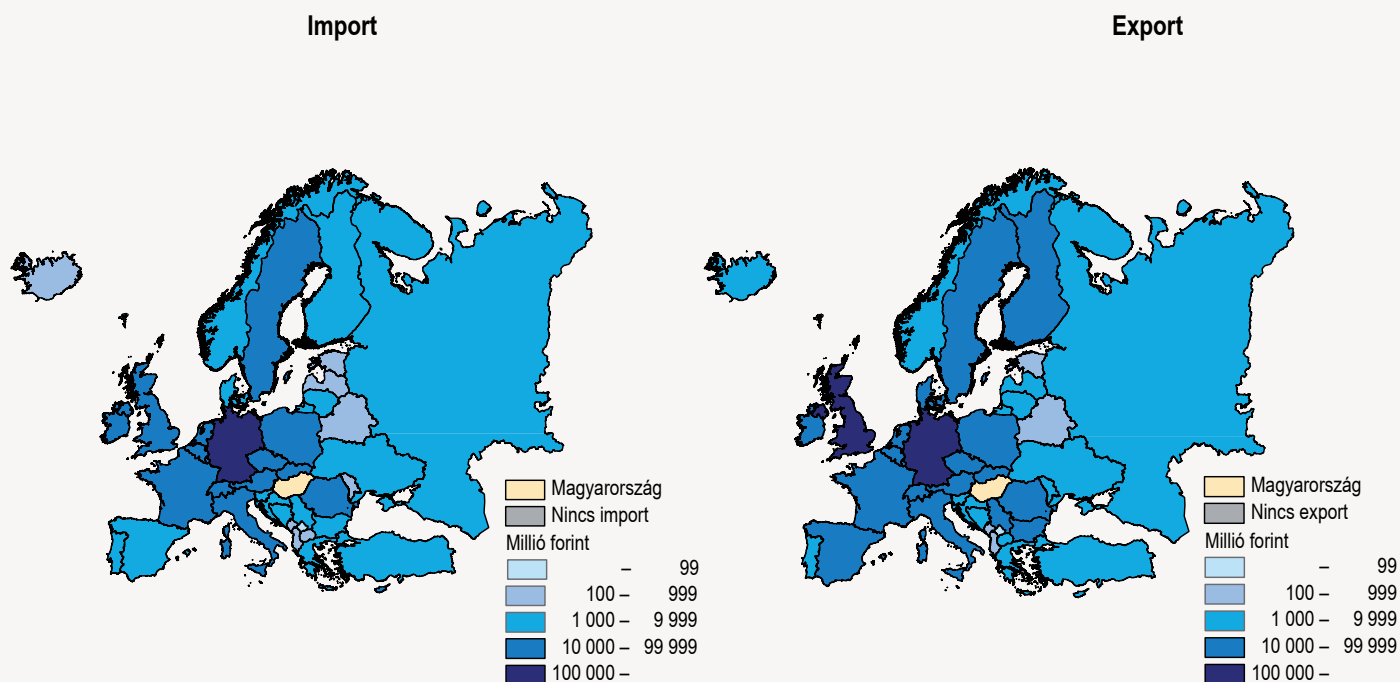 Import
Export
Magyarország
Nincs import
Millió forint
– 99
100 – 999
1 000 – 9 999
10 000 – 99 999
100 000 –
Magyarország
Nincs export
Millió forint
– 99
100 – 999
1 000 – 9 999
10 000 – 99 999
100 000 –